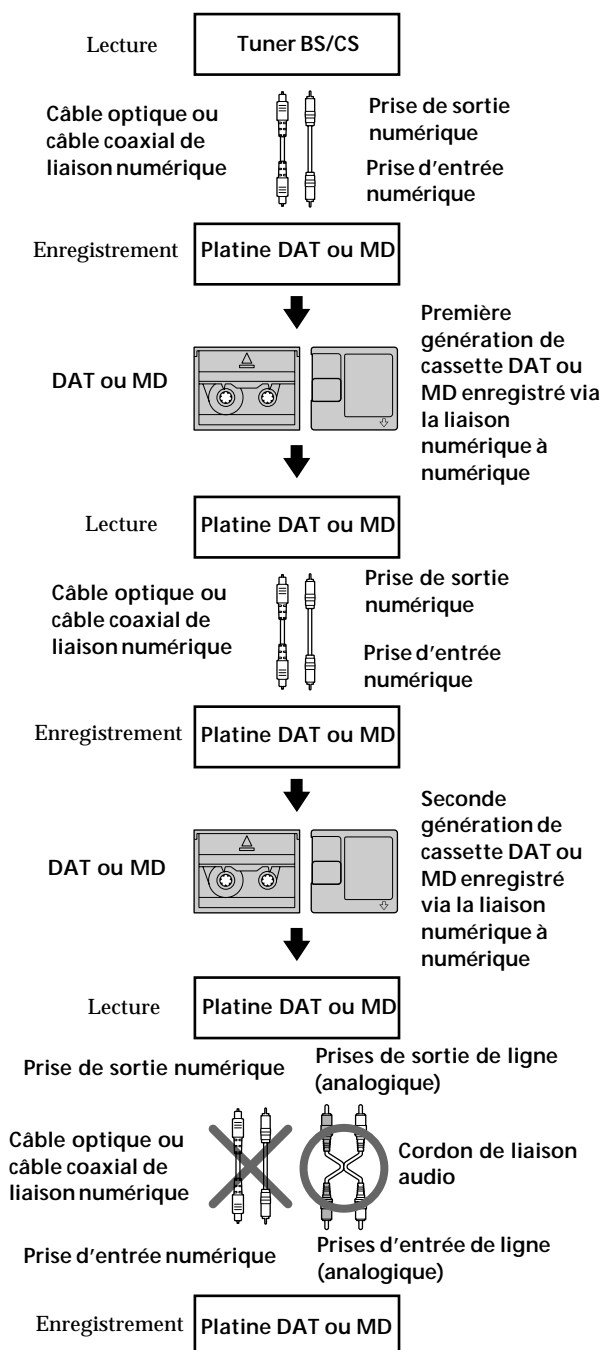 Lecture
Tuner BS/CS
Câble optique ou
câble coaxial de
liaison numérique
Prise de sortie
numérique
Prise d'entrée
numérique
Enregistrement
Platine DAT ou MD
DAT ou MD
Première
génération de
cassette DAT ou
MD enregistré via
la liaison
numérique à
numérique
Lecture
Platine DAT ou MD
Câble optique ou
câble coaxial de
liaison numérique
Prise de sortie
numérique
Prise d'entrée
numérique
Enregistrement
Platine DAT ou MD
DAT ou MD
Seconde
génération de
cassette DAT ou
MD enregistré
via la liaison
numérique à
numérique
Lecture
Platine DAT ou MD
Prise de sortie numérique
Prises de sortie de ligne
(analogique)
Câble optique ou
câble coaxial de
liaison numérique
Cordon de liaison
audio
Prise d'entrée numérique
Prises d'entrée de ligne
(analogique)
Enregistrement
Platine DAT ou MD